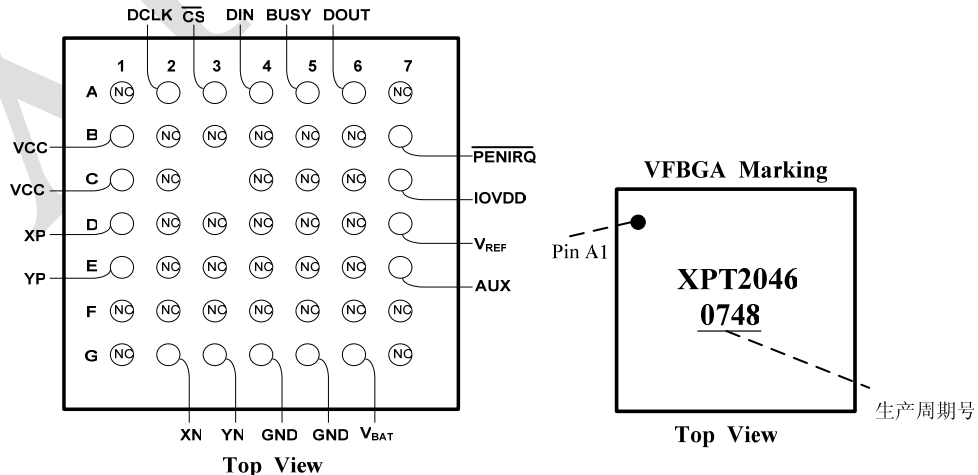 DCLK CS DIN BUSY DOUT
1 2 3 4 5 6 7
A NC NC
B NC NC NC NC NC
VCC PENIRQ
C NC NC NC NC
VCC IOVDD
D NC NC NC NC NC
XP VREF
E NC NC NC NC NC
YP AUX
F NC NC NC NC NC NC NC
G NC NC
XN YN GND GND VBAT
Top View
VFBGA Marking
Pin A1
XPT2046
0748
生产周期号
Top View